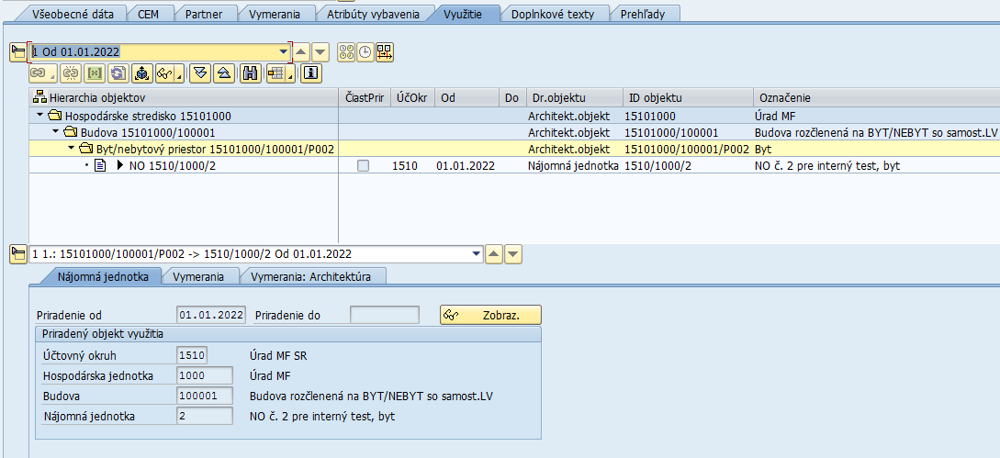 Všeobecné dáta CEM Partner Vymerania Atribúty vybavenia Využitie Doplnkové texty Prehľady
1 Od 01.01.2022
Hierarchia objektov ČiastPrir ÚčOkr Od Do Dr.objektu ID objektu Označenie
Hospodárske stredisko 15101000 Architekt.objekt 15101000 Úrad MF
Budova 15101000/100001 Architekt.objekt 15101000/100001 Budova rozčlenená na BYT/NEBYT so samost.LV
Byt/nebytový priestor 15101000/100001/P002 Architekt.objekt 15101000/100001/P002 Byt
NO 1510/1000/2 1510 01.01.2022 Nájomná jednotka 1510/1000/2 NO č. 2 pre interný test, byt
1 1.: 15101000/100001/P002 -> 1510/1000/2 Od 01.01.2022
Nájomná jednotka Vymerania Vymerania: Architektúra
Priradenie od 01.01.2022 Priradenie do Zobraz.
Priradený objekt využitia
Účtovný okruh 1510 Úrad MF SR
Hospodárska jednotka 1000 Úrad MF
Budova 100001 Budova rozčlenená na BYT/NEBYT so samost.LV
Nájomná jednotka 2 NO č. 2 pre interný test, byt